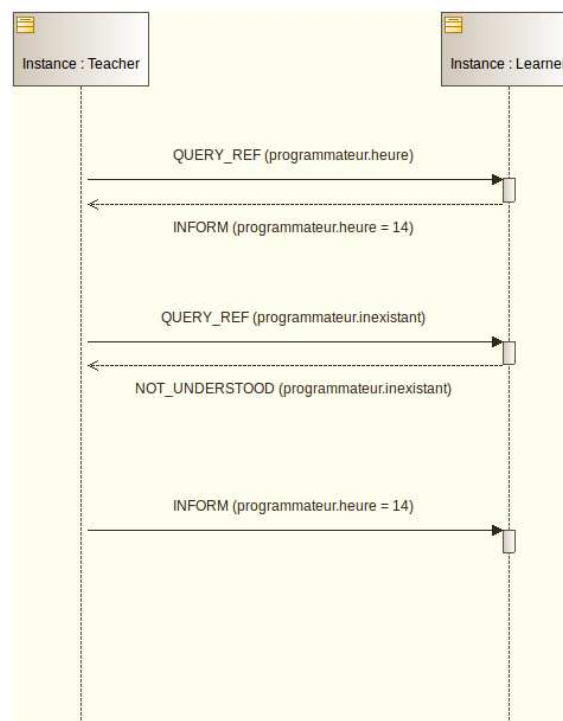 Instance : Teacher
Instance : Learner
QUERY_REF (programmateur.heure)
INFORM (programmateur.heure = 14)
QUERY_REF (programmateur.inexistant)
NOT_UNDERSTOOD (programmateur.inexistant)
INFORM (programmateur.heure = 14)